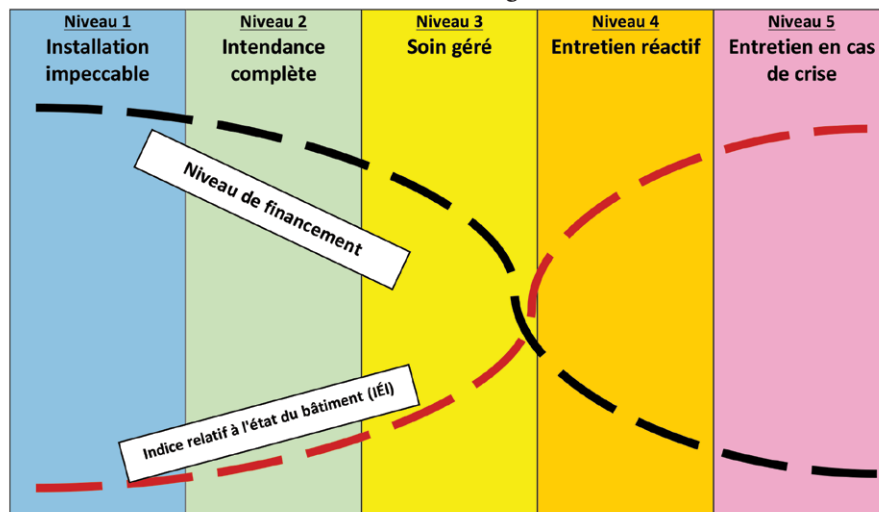 Niveau 1
Installation
impeccable
Niveau 2
Intendance
complète
Niveau 3
Soin géré
Niveau 4
Entretien réactif
Niveau 5
Entretien en cas
de crise
Niveau de financement
Indice relatif à l'état du bâtiment (IÉI)